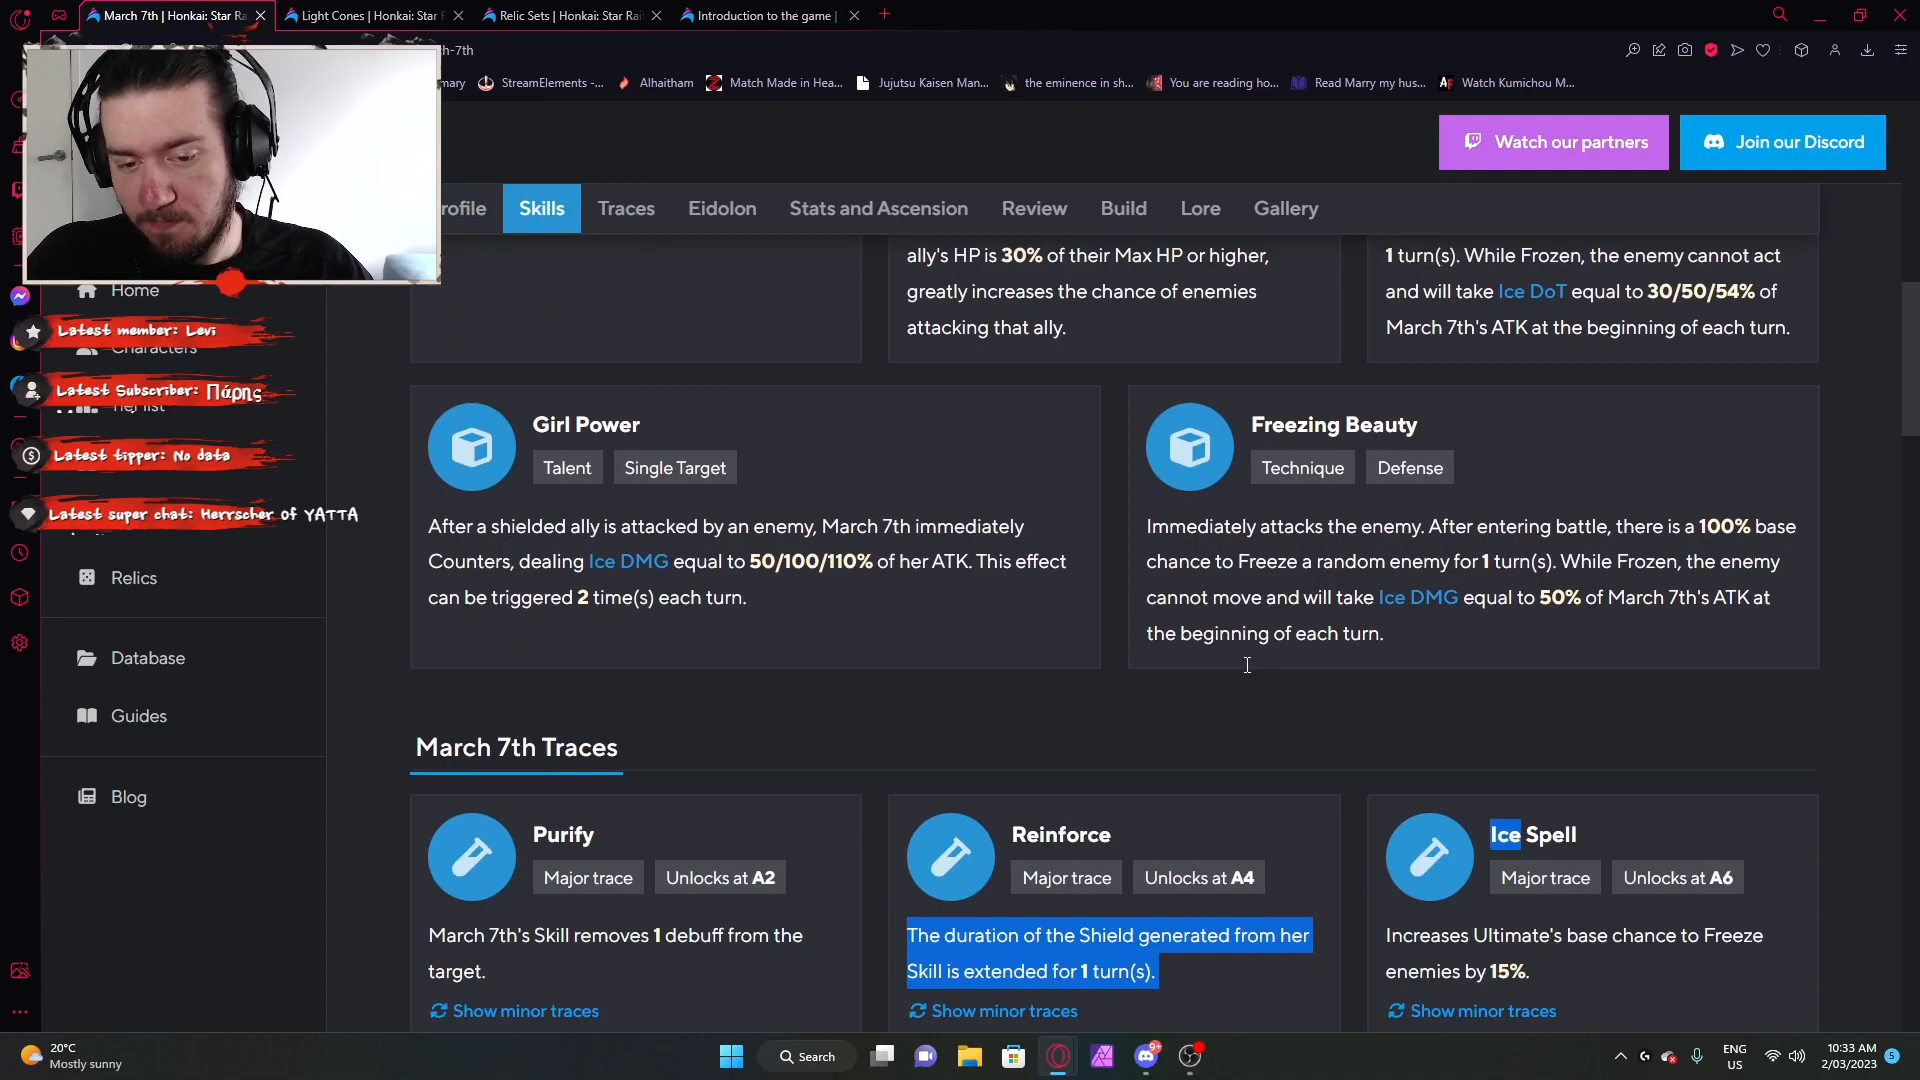 March 7th | Honkai: Star Ra
Light Cones | Honkai: Star R
Relic Sets | Honkai: Star Rai
Introduction to the game |
ch-7th
mary
StreamElements -...
Alhaitham
Match Made in Hea...
Jujutsu Kaisen Man...
the eminence in sh...
You are reading ho...
Read Marry my hus...
AF
Watch Kumichou M...
Watch our partners
Join our Discord
rofile
Skills
Traces
Eidolon
Stats and Ascension
Review
Build
Lore
Gallery
Home
Latest member: Levi
Characters
Latest Subscriber: Πάρης
Tier list
Latest tipper: No data
Latest super chat: Herrscher of YATTA
Relics
Database
Guides
Blog
ally's HP is 30% of their Max HP or higher,
greatly increases the chance of enemies
attacking that ally.
1 turn(s). While Frozen, the enemy cannot act
and will take Ice DoT equal to 30/50/54% of
March 7th's ATK at the beginning of each turn.
Girl Power
Talent
Single Target
After a shielded ally is attacked by an enemy, March 7th immediately
Counters, dealing Ice DMG equal to 50/100/110% of her ATK. This effect
can be triggered 2 time(s) each turn.
Freezing Beauty
Technique
Defense
Immediately attacks the enemy. After entering battle, there is a 100% base
chance to Freeze a random enemy for 1 turn(s). While Frozen, the enemy
cannot move and will take Ice DMG equal to 50% of March 7th's ATK at
the beginning of each turn.
March 7th Traces
Purify
Major trace
Unlocks at A2
March 7th's Skill removes 1 debuff from the
target.
Show minor traces
Reinforce
Major trace
Unlocks at A4
The duration of the Shield generated from her
Skill is extended for 1 turn(s).
Show minor traces
Ice Spell
Major trace
Unlocks at A6
Increases Ultimate's base chance to Freeze
enemies by 15%.
Show minor traces
20°C
Mostly sunny
Search
9+
ENG
US
10:33 AM
2/03/2023
5